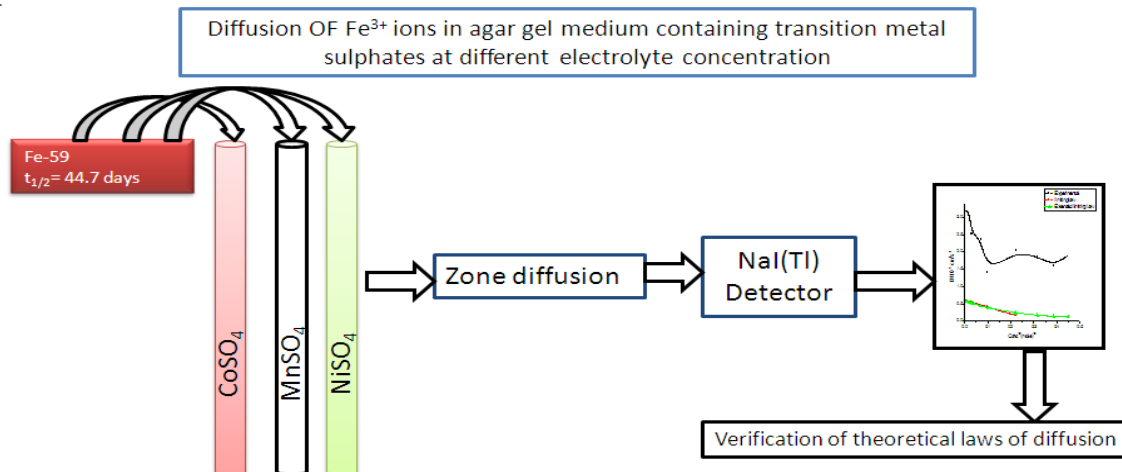 Diffusion OF Fe³⁺ ions in agar gel medium containing transition metal
sulphates at different electrolyte concentration
Fe-59
t₁/₂= 44.7 days
CoSO₄
MnSO₄
NiSO₄
Zone diffusion
NaI(Tl)
Detector
Experimental
Verification of theoretical laws of diffusion